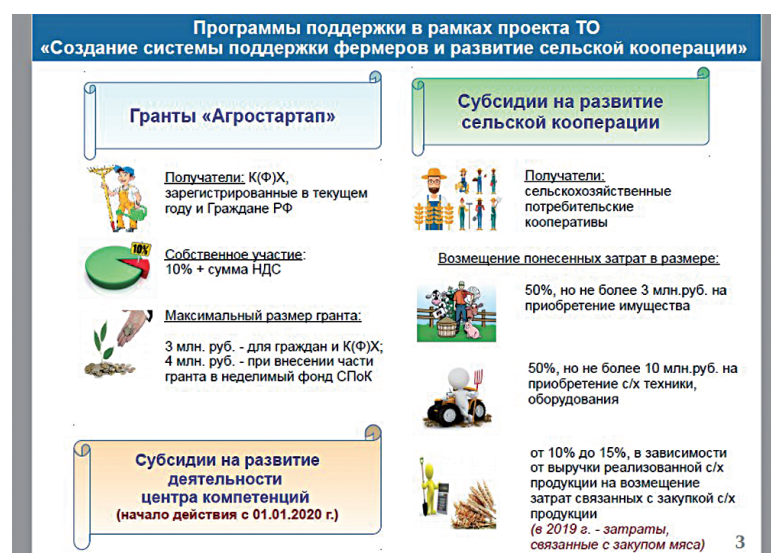 Программы поддержки в рамках проекта ТО
«Создание системы поддержки фермеров и развитие сельской кооперации»
Гранты «Агростартап»
Получатели: К(Ф)Х,
зарегистрированные в текущем
году и Граждане РФ
10%
Собственное участие:
10% + сумма НДС
Максимальный размер гранта:
3 млн. руб. - для граждан и К(Ф)Х;
4 млн. руб. - при внесении части
гранта в неделимый фонд СПоК
Субсидии на развитие
деятельности
центра компетенций
(начало действия с 01.01.2020 г.)
Субсидии на развитие
сельской кооперации
Получатели:
сельскохозяйственные
потребительские
кооперативы
Возмещение понесенных затрат в размере:
50%, но не более 3 млн.руб. на
приобретение имущества
50%, но не более 10 млн.руб. на
приобретение с/х техники,
оборудования
от 10% до 15%, в зависимости
от выручки реализованной с/х
продукции на возмещение
затрат связанных с закупкой с/х
продукции
(в 2019 г. - затраты,
связанные с закупом мяса)
3